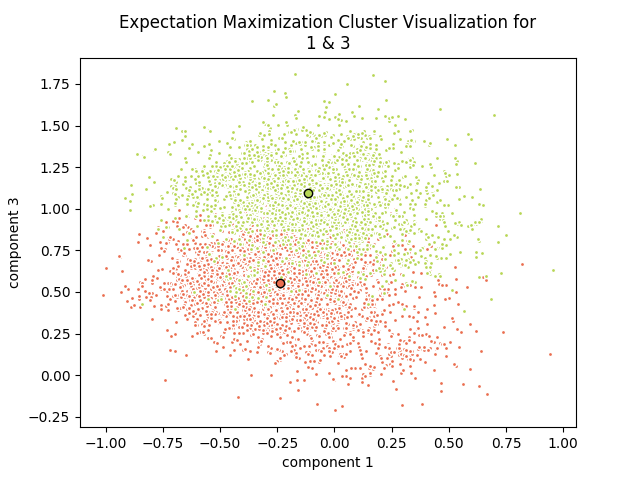 Expectation Maximization Cluster Visualization for
1 & 3
component 3
1.75
1.50
1.25
1.00
0.75
0.50
0.25
0.00
−0.25
−1.00 −0.75 −0.50 −0.25 0.00 0.25 0.50 0.75 1.00
component 1